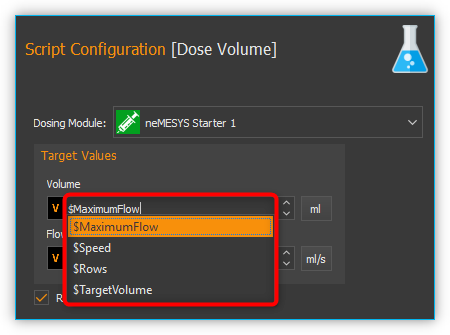 Script Configuration [Dose Volume]
Dosing Module: neMESYS Starter 1
Target Values
Volume
V $MaximumFlow ml
$MaximumFlow
Flo
$Speed
V ml/s
$Rows
$TargetVolume
R